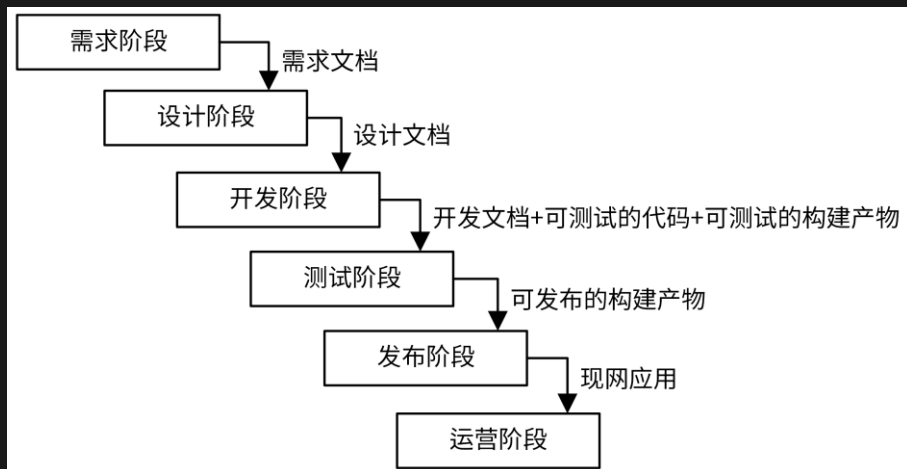 需求阶段
需求文档
设计阶段
设计文档
开发阶段
开发文档+可测试的代码+可测试的构建产物
测试阶段
可发布的构建产物
发布阶段
现网应用
运营阶段